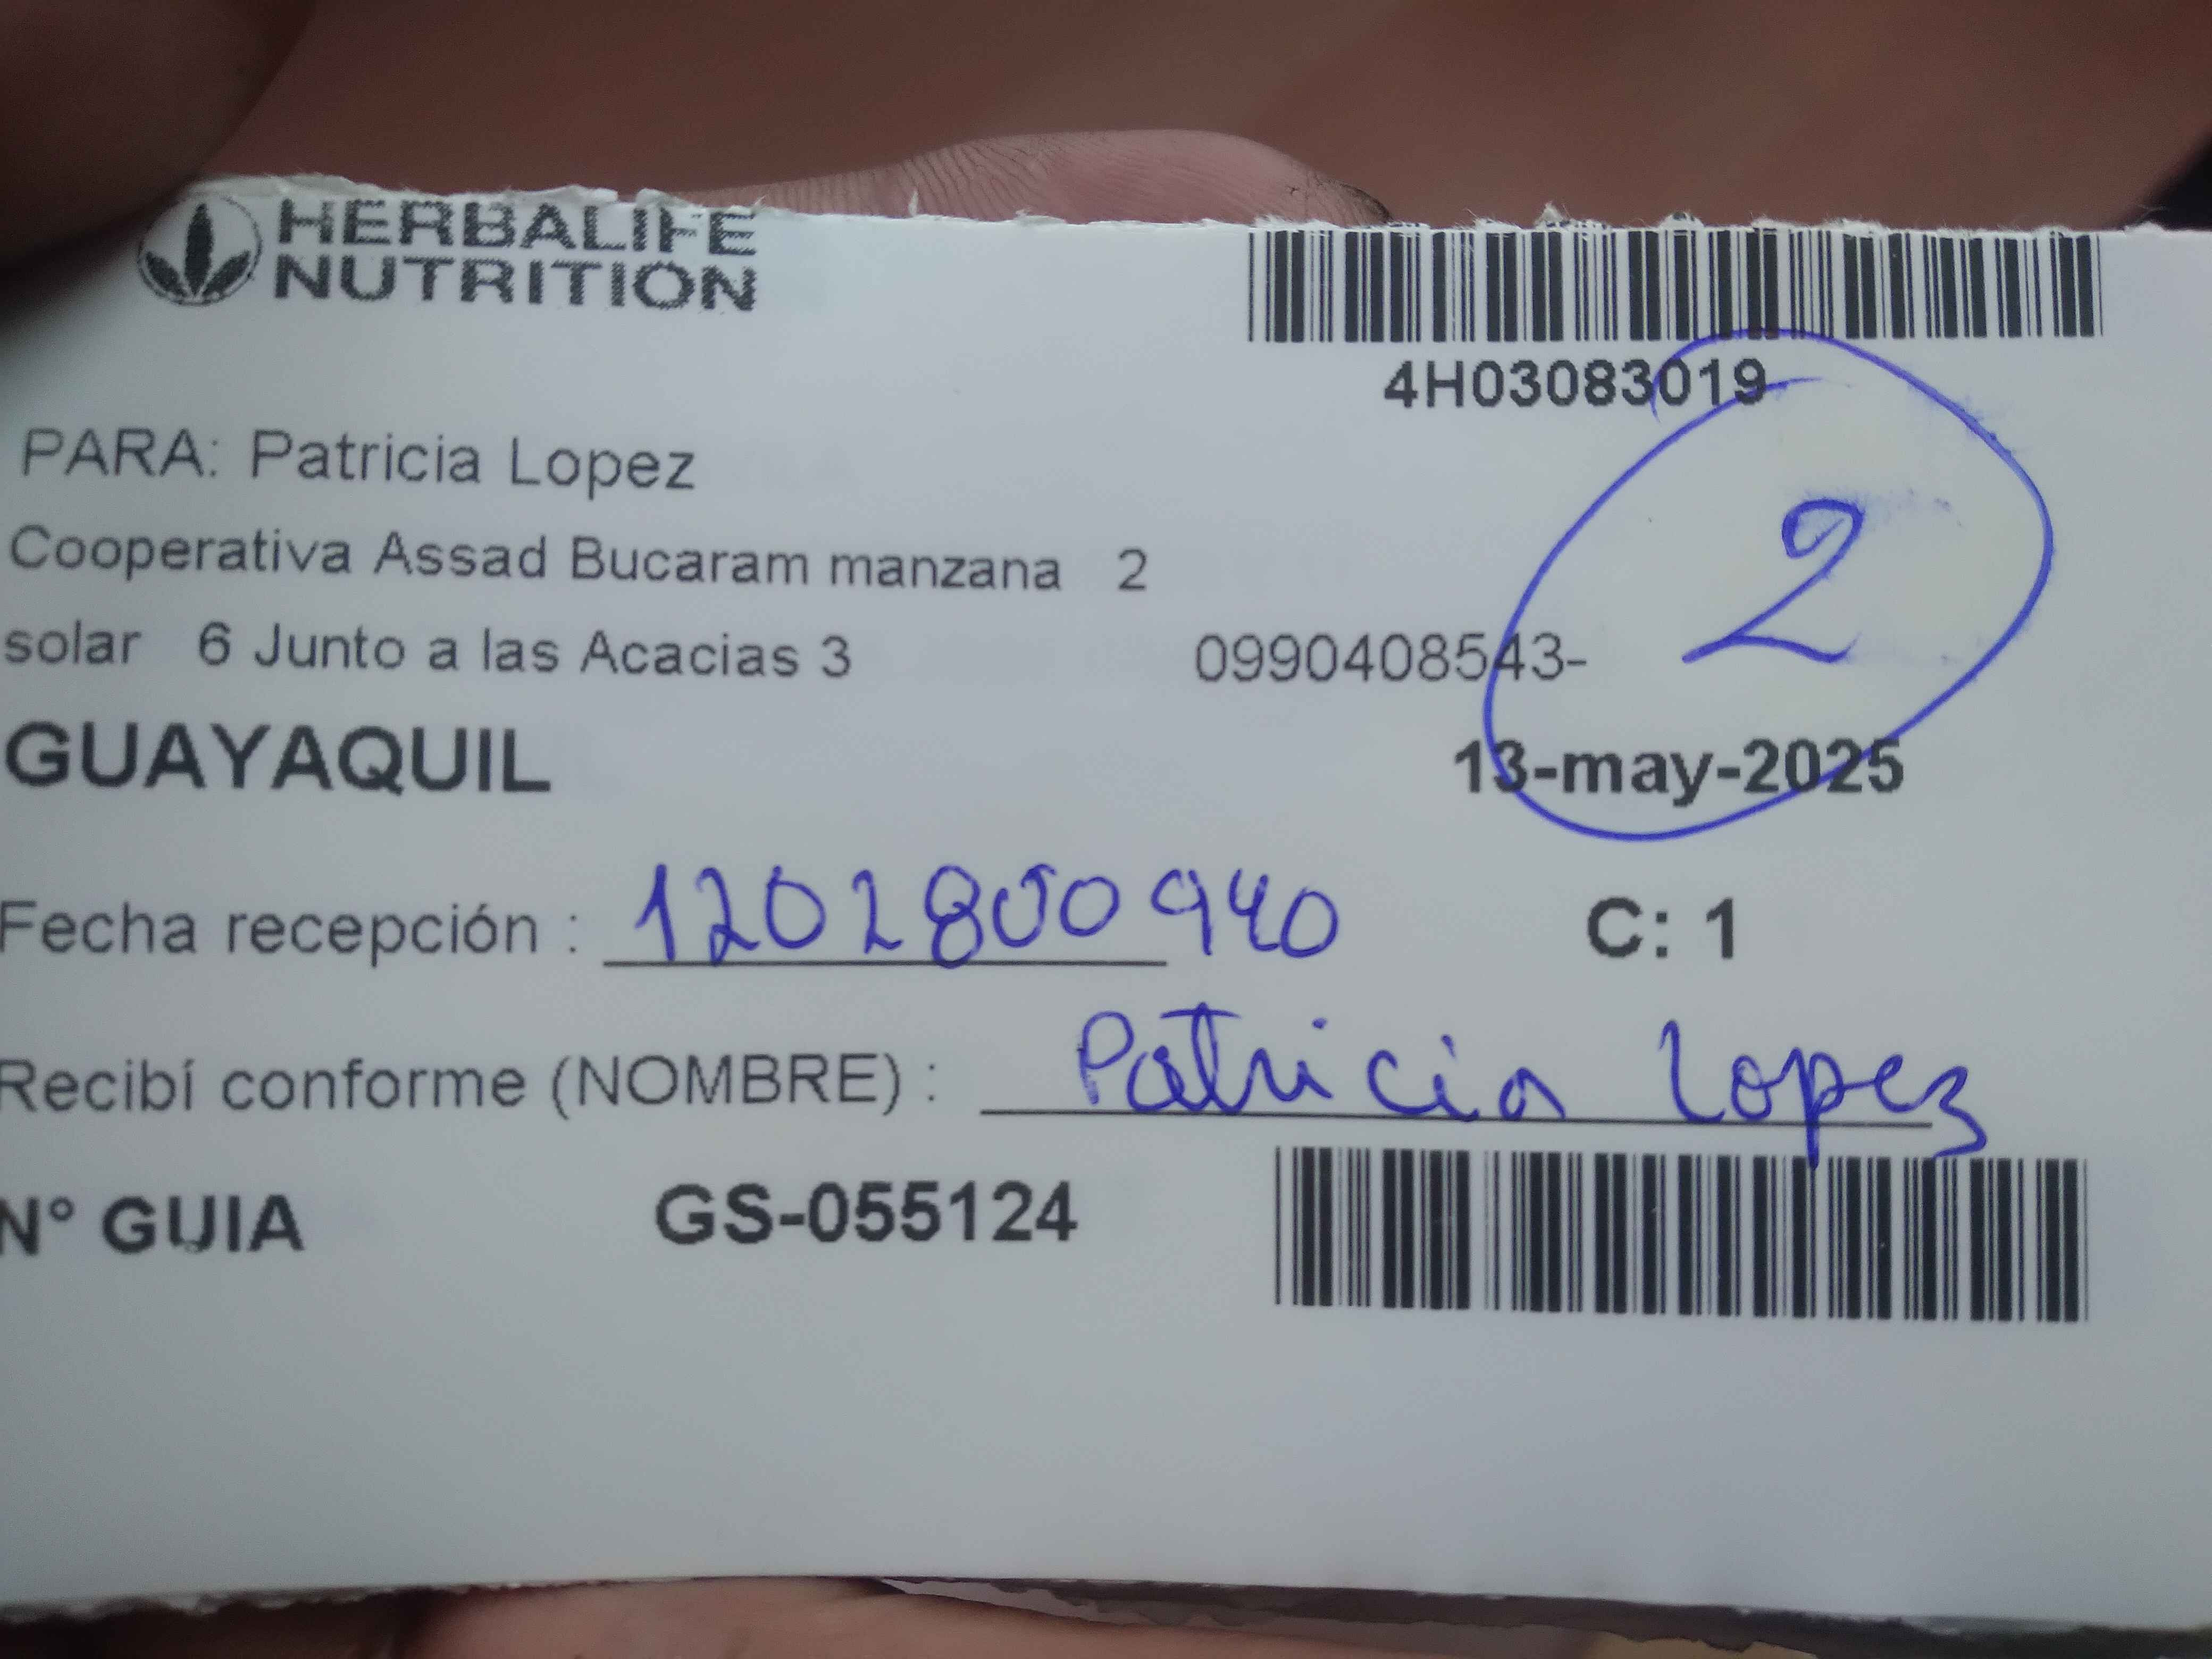 HERBALIFE
NUTRITION
4H03083019
PARA: Patricia Lopez
Cooperativa Assad Bucaram manzana 2
2
solar 6 Junto a las Acacias 3 0990408543-
GUAYAQUIL 13-may-2025
Fecha recepción : 1202800940 C: 1
Recibí conforme (NOMBRE) : Patricia Lopez
N° GUIA GS-055124